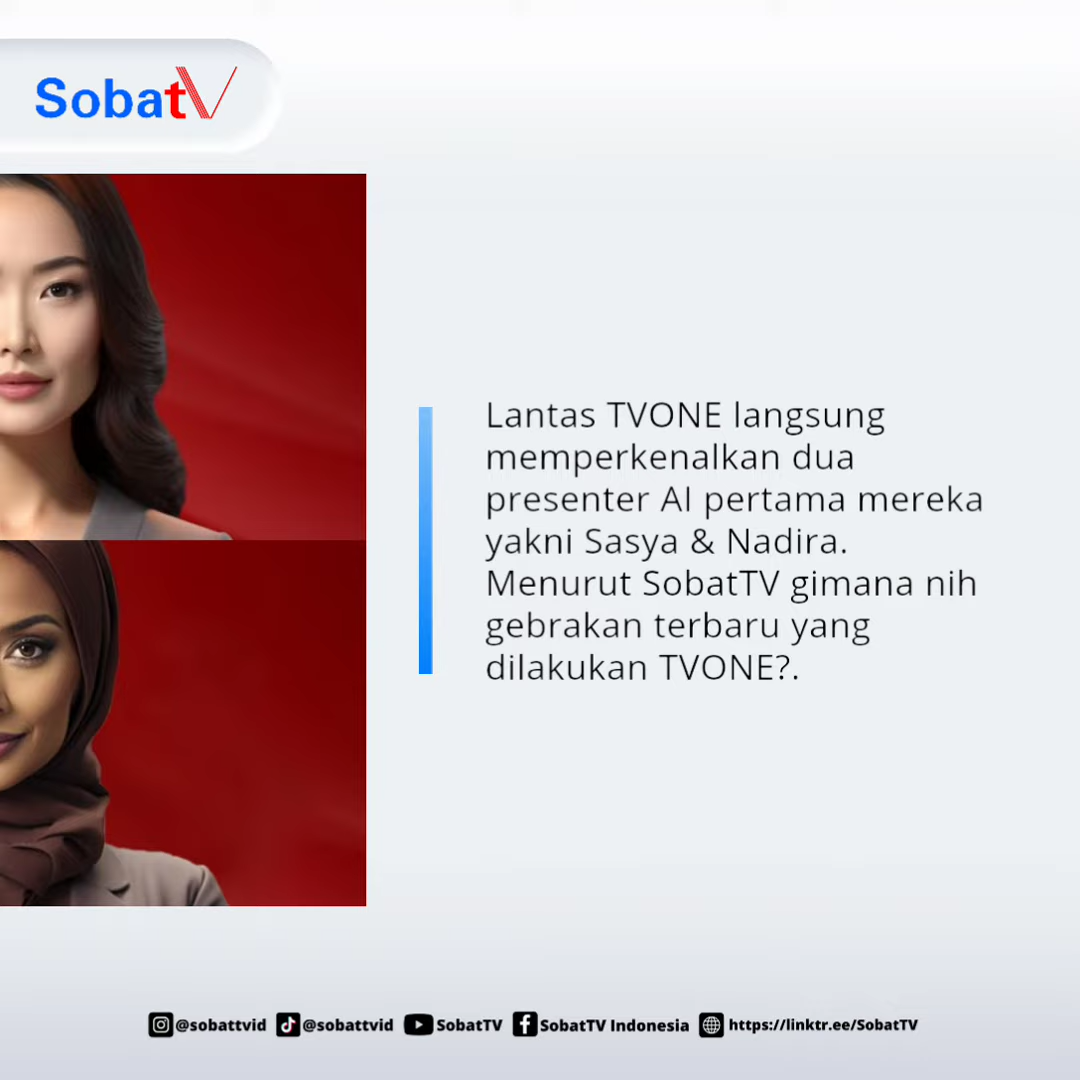 SobatV
Lantas TVONE langsung
memperkenalkan dua
presenter AI pertama mereka
yakni Sasya & Nadira.
Menurut SobatTV gimana nih
gebrakan terbaru yang
dilakukan TVONE?.
@sobattvid @sobattvid SobatTV SobatTV Indonesia https://linktr.ee/SobatTV